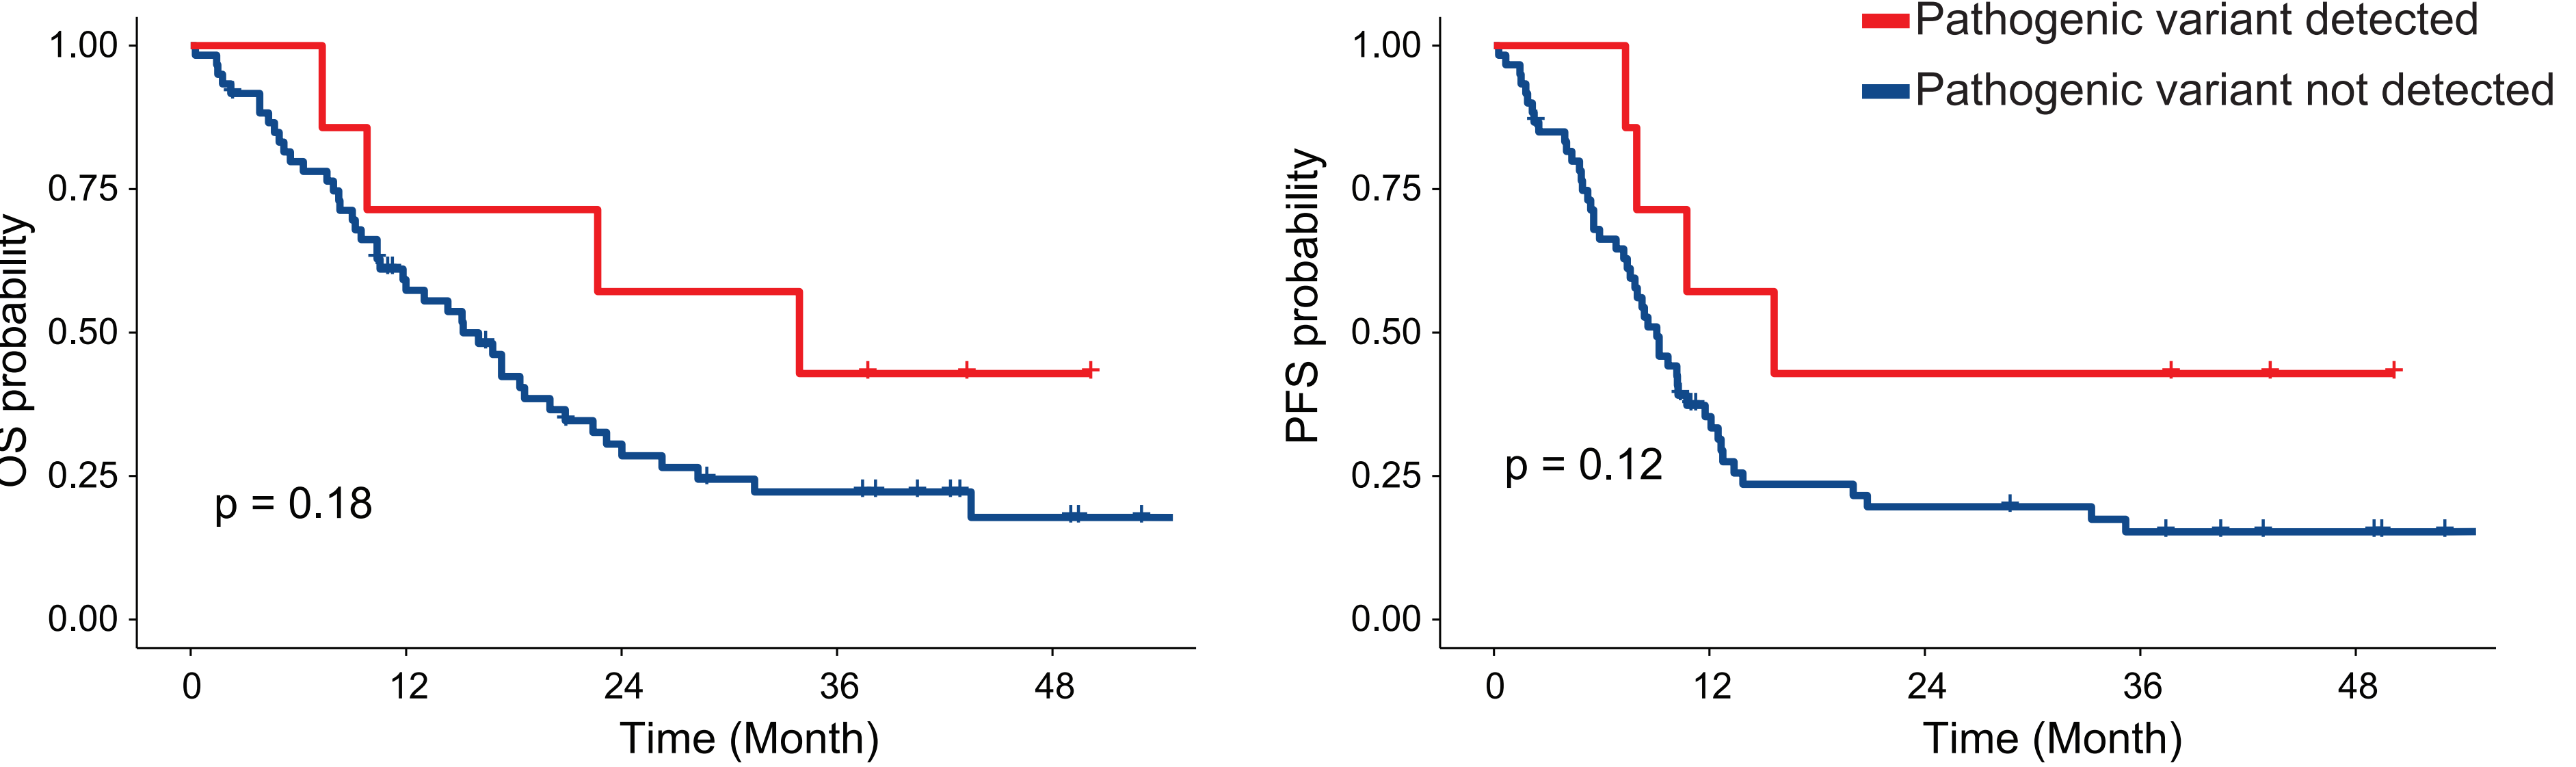 OS probability
1.00
0.75
0.50
0.25
0.00
p = 0.18
0 12 24 36 48
Time (Month)
PFS probability
1.00
0.75
0.50
0.25
0.00
p = 0.12
0 12 24 36 48
Time (Month)
Pathogenic variant detected
Pathogenic variant not detected